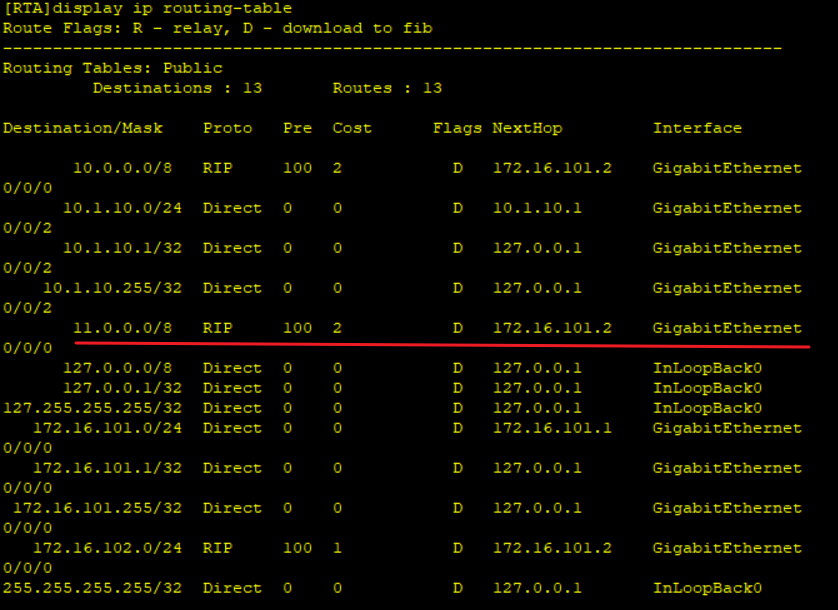 [RTA]display ip routing-table
Route Flags: R - relay, D - download to fib
------------------------------------------------------------------------------
Routing Tables: Public
         Destinations : 13       Routes : 13

Destination/Mask    Proto   Pre  Cost      Flags NextHop         Interface

       10.0.0.0/8   RIP     100  2           D   172.16.101.2    GigabitEthernet
0/0/0
      10.1.10.0/24  Direct  0    0           D   10.1.10.1       GigabitEthernet
0/0/2
      10.1.10.1/32  Direct  0    0           D   127.0.0.1       GigabitEthernet
0/0/2
    10.1.10.255/32  Direct  0    0           D   127.0.0.1       GigabitEthernet
0/0/2
       11.0.0.0/8   RIP     100  2           D   172.16.101.2    GigabitEthernet
0/0/0
      127.0.0.0/8   Direct  0    0           D   127.0.0.1       InLoopBack0
      127.0.0.1/32  Direct  0    0           D   127.0.0.1       InLoopBack0
127.255.255.255/32  Direct  0    0           D   127.0.0.1       InLoopBack0
   172.16.101.0/24  Direct  0    0           D   172.16.101.1    GigabitEthernet
0/0/0
   172.16.101.1/32  Direct  0    0           D   127.0.0.1       GigabitEthernet
0/0/0
 172.16.101.255/32  Direct  0    0           D   127.0.0.1       GigabitEthernet
0/0/0
   172.16.102.0/24  RIP     100  1           D   172.16.101.2    GigabitEthernet
0/0/0
255.255.255.255/32  Direct  0    0           D   127.0.0.1       InLoopBack0